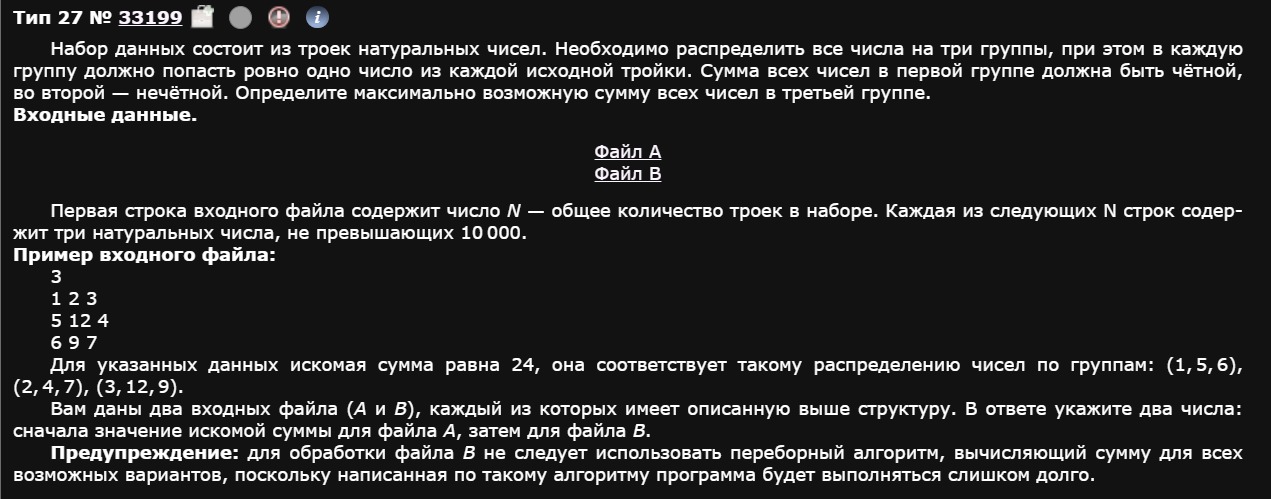 Тип 27 № 33199
Набор данных состоит из троек натуральных чисел. Необходимо распределить все числа на три группы, при этом в каждую
группу должно попасть ровно одно число из каждой исходной тройки. Сумма всех чисел в первой группе должна быть чётной,
во второй — нечётной. Определите максимально возможную сумму всех чисел в третьей группе.
Входные данные.
Файл A
Файл B
Первая строка входного файла содержит число N — общее количество троек в наборе. Каждая из следующих N строк содер-
жит три натуральных числа, не превышающих 10 000.
Пример входного файла:
3
1 2 3
5 12 4
6 9 7
Для указанных данных искомая сумма равна 24, она соответствует такому распределению чисел по группам: (1, 5, 6),
(2, 4, 7), (3, 12, 9).
Вам даны два входных файла (A и B), каждый из которых имеет описанную выше структуру. В ответе укажите два числа:
сначала значение искомой суммы для файла A, затем для файла B.
Предупреждение: для обработки файла B не следует использовать переборный алгоритм, вычисляющий сумму для всех
возможных вариантов, поскольку написанная по такому алгоритму программа будет выполняться слишком долго.